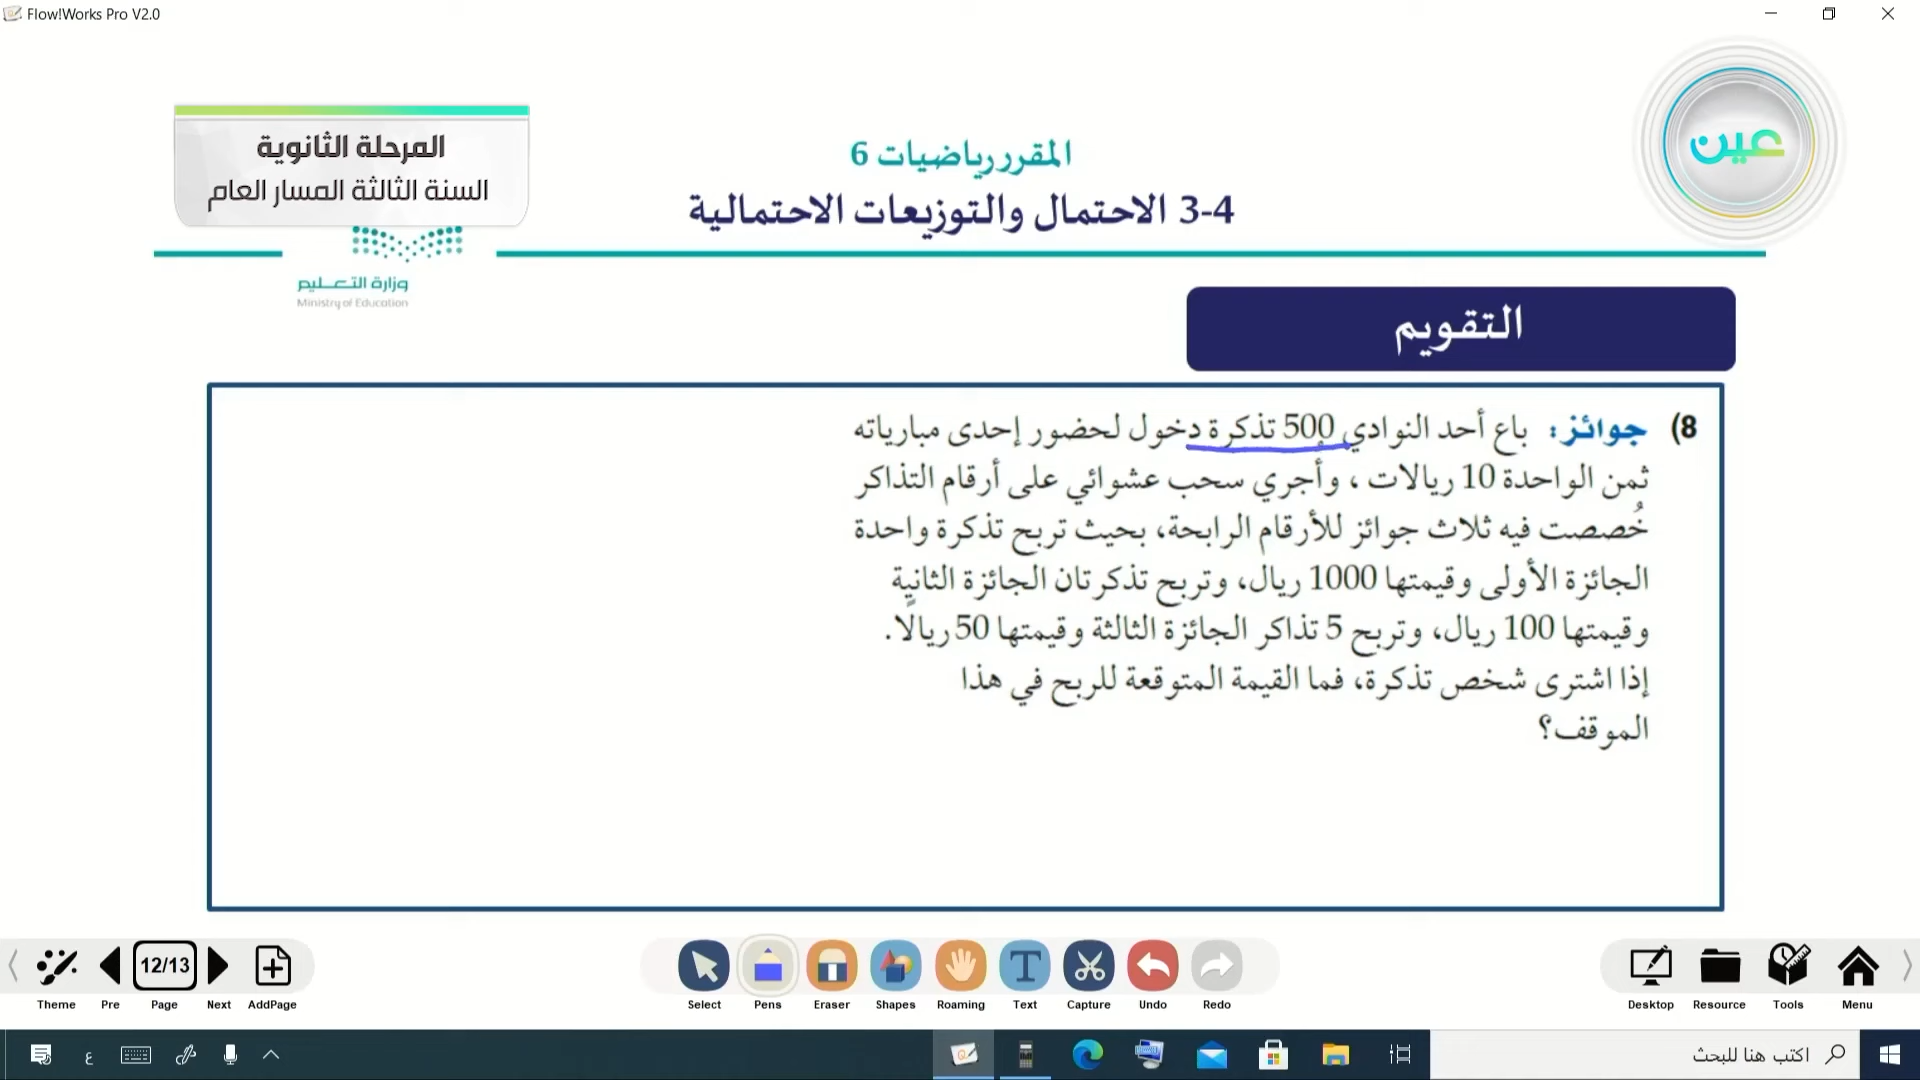 Flow!Works Pro V2.0
المرحلة الثانوية
السنة الثالثة المسار العام
المقرر رياضيات 6
3-4 الاحتمال والتوزيعات الاحتمالية
عين
وزارة التعليم
Ministry of Education
التقويم
8) جوائز: باع أحد النوادي 500 تذكرة دخول لحضور إحدى مبارياته
ثمن الواحدة 10 ريالات ، وأجري سحب عشوائي على أرقام التذاكر
خُصصت فيه ثلاث جوائز للأرقام الرابحة، بحيث تربح تذكرة واحدة
الجائزة الأولى وقيمتها 1000 ريال، وتربح تذكرتان الجائزة الثانية
وقيمتها 100 ريال، وتربح 5 تذاكر الجائزة الثالثة وقيمتها 50 ريالًا.
إذا اشترى شخص تذكرة، فما القيمة المتوقعة للربح في هذا
الموقف؟
12/13
Theme Pre Page Next AddPage
Select Pens Eraser Shapes Roaming Text Capture Undo Redo
Desktop Resource Tools Menu
ع
اكتب هنا للبحث